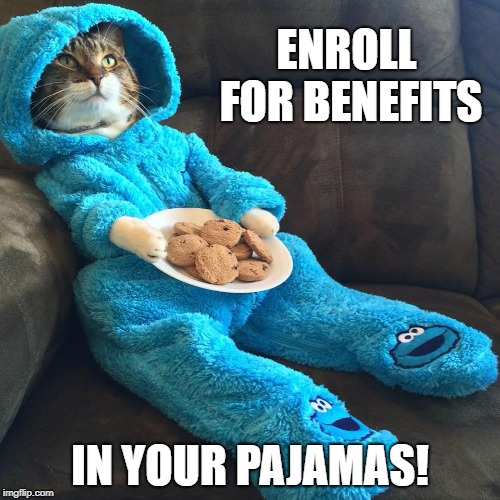 ENROLL
FOR BENEFITS
IN YOUR PAJAMAS!
imgflip.com